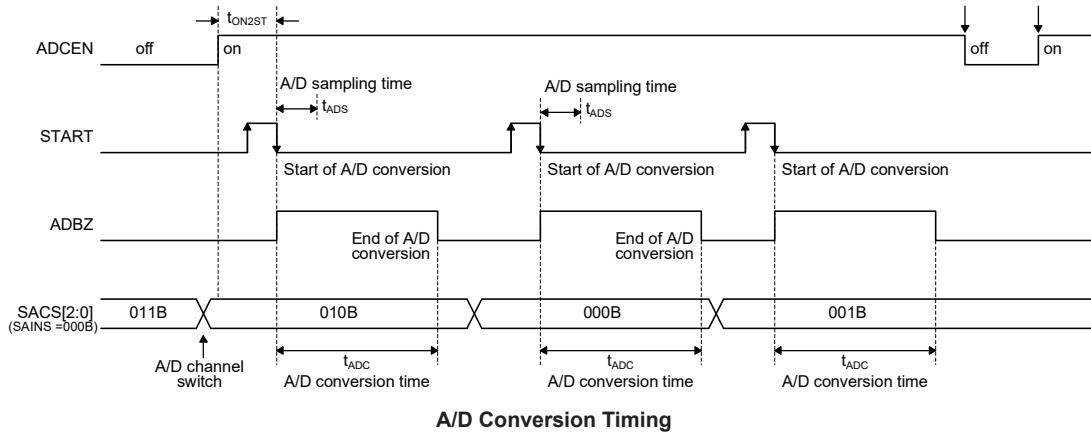 tON2ST
ADCEN off on off on
A/D sampling time A/D sampling time
tADS tADS
START
Start of A/D conversion Start of A/D conversion Start of A/D conversion
ADBZ
End of A/D conversion End of A/D conversion
SACS[2:0] 011B 010B 000B 001B
(SAINS =000B)
A/D channel switch
tADC tADC tADC
A/D conversion time A/D conversion time A/D conversion time
A/D Conversion Timing